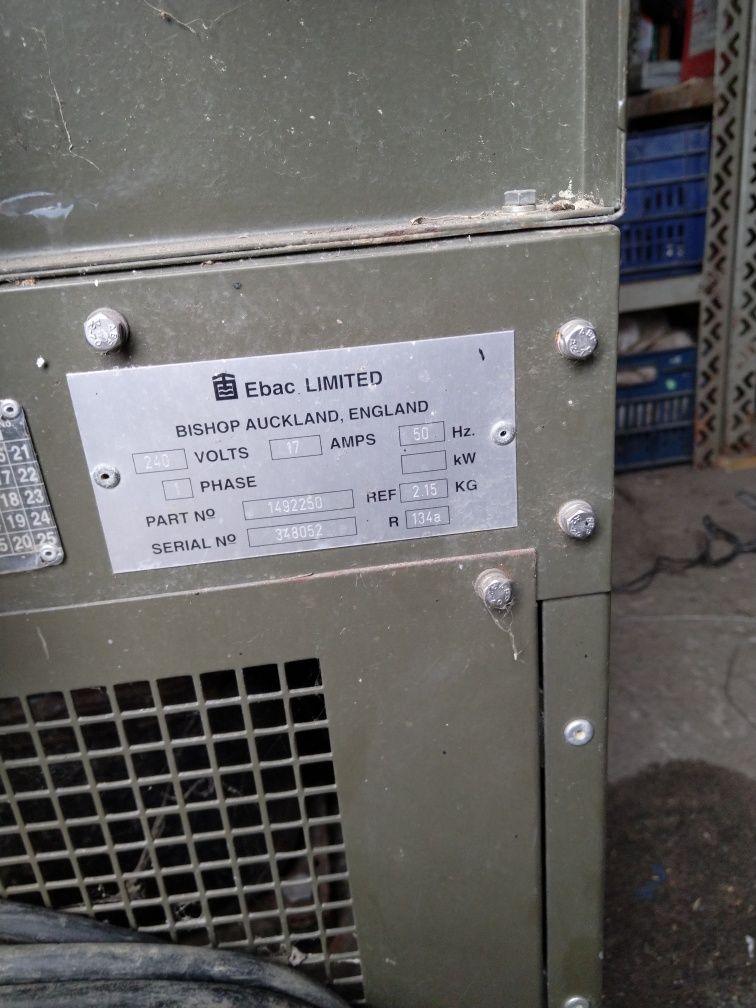 Ebac LIMITED
BISHOP AUCKLAND, ENGLAND
240 VOLTS 17 AMPS 50 Hz.
1 PHASE kW
PART Nº 1492250 REF 2.15 KG
SERIAL Nº 348052 R 134a
21
17 22
18 23
19 24
20 25